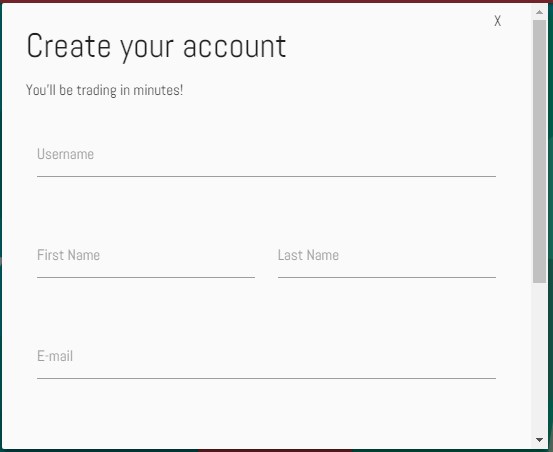 X
Create your account
You'll be trading in minutes!
Username
First Name Last Name
E-mail